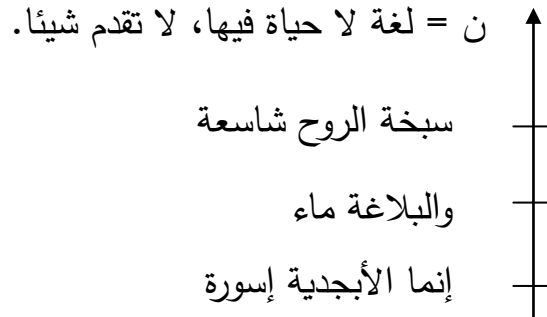 ن = لغة لا حياة فيها، لا تقدم شيئا.
سبخة الروح شاسعة
والبلاغة ماء
إنما الأبجدية إسورة